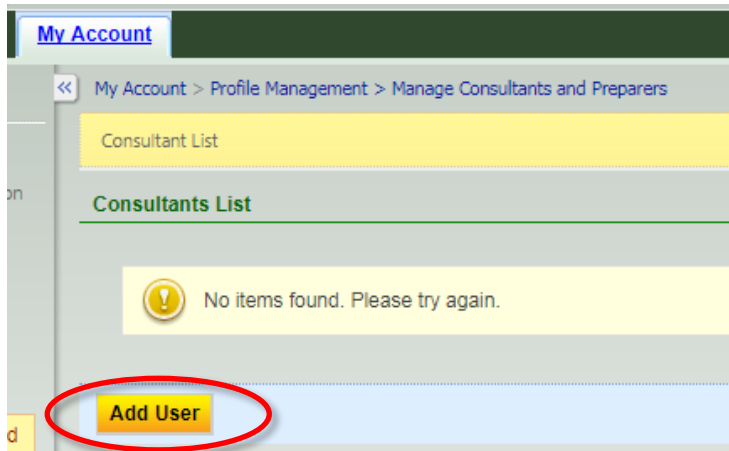 My Account
« My Account > Profile Management > Manage Consultants and Preparers
Consultant List
on
Consultants List
No items found. Please try again.
Add User
d